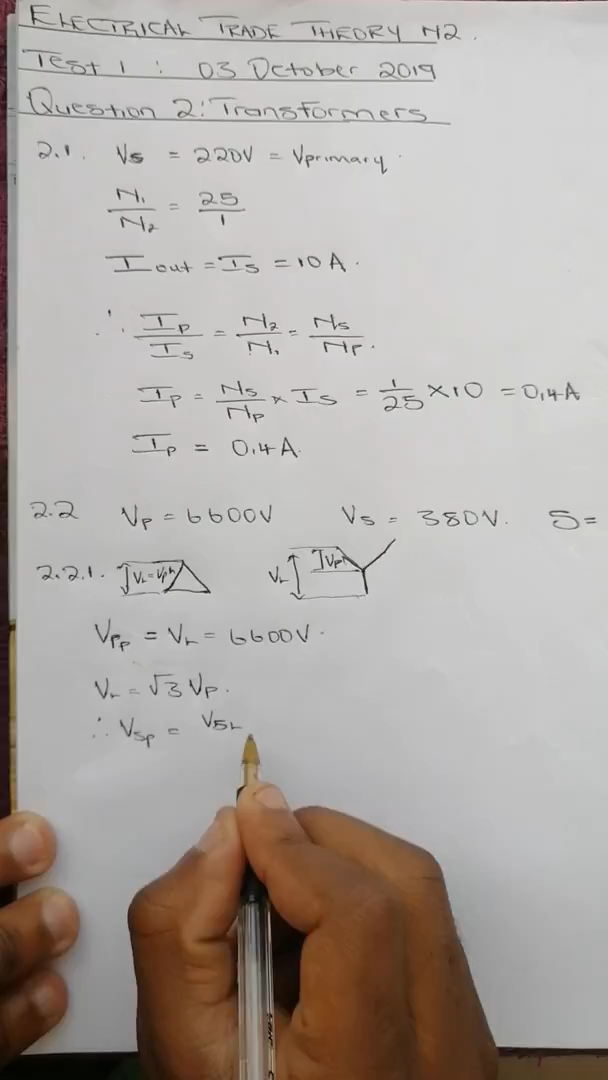 ELECTRICAL TRADE THEORY N2.
Test 1 : 03 October 2019
Question 2: Transformers
2.1. Vs = 220V = Vprimary.
N1/N2 = 25/1
Iout = Is = 10A.
∴ Ip/Is = N2/N1 = Ns/Np.
Ip = Ns/Np × Is = 1/25 × 10 = 0,4A
Ip = 0,4A.
2.2 Vp = 6600V Vs = 380V. S=
2.2.1. VL=Vph VL Vph
VPp = VL = 6600V.
VL = √3 Vp.
∴ Vsp = VsL